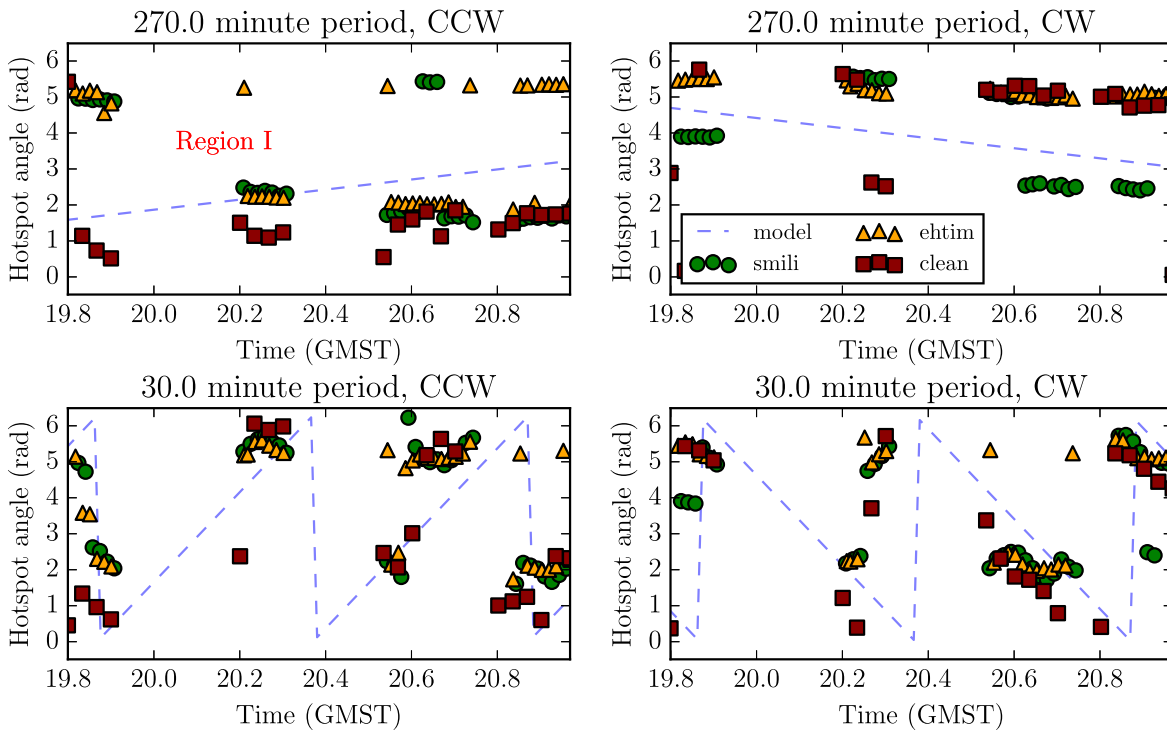 270.0 minute period, CCW
270.0 minute period, CW
Hotspot angle (rad)
6
5
4
3
2
1
0
Region I
19.8 20.0 20.2 20.4 20.6 20.8
Time (GMST)
Hotspot angle (rad)
6
5
4
3
2
1
0
model
smili
ehtim
clean
19.8 20.0 20.2 20.4 20.6 20.8
Time (GMST)
30.0 minute period, CCW
30.0 minute period, CW
Hotspot angle (rad)
6
5
4
3
2
1
0
19.8 20.0 20.2 20.4 20.6 20.8
Time (GMST)
Hotspot angle (rad)
6
5
4
3
2
1
0
19.8 20.0 20.2 20.4 20.6 20.8
Time (GMST)